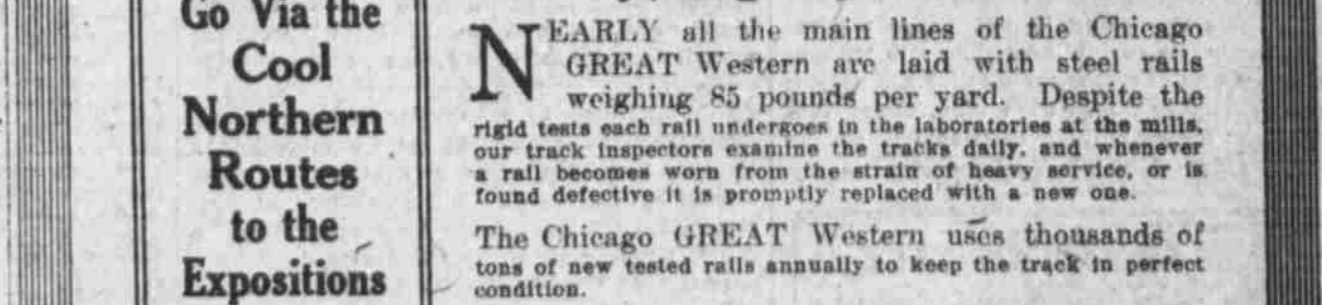 Go Via the
Cool
Northern
Routes
to the
Expositions
NEARLY all the main lines of the Chicago
GREAT Western are laid with steel rails
weighing 85 pounds per yard. Despite the
rigid tests each rail undergoes in the laboratories at the mills,
our track inspectors examine the tracks daily, and whenever
a rail becomes worn from the strain of heavy service, or is
found defective it is promptly replaced with a new one.
The Chicago GREAT Western uses thousands of
tons of new tested rails annually to keep the track in perfect
condition.